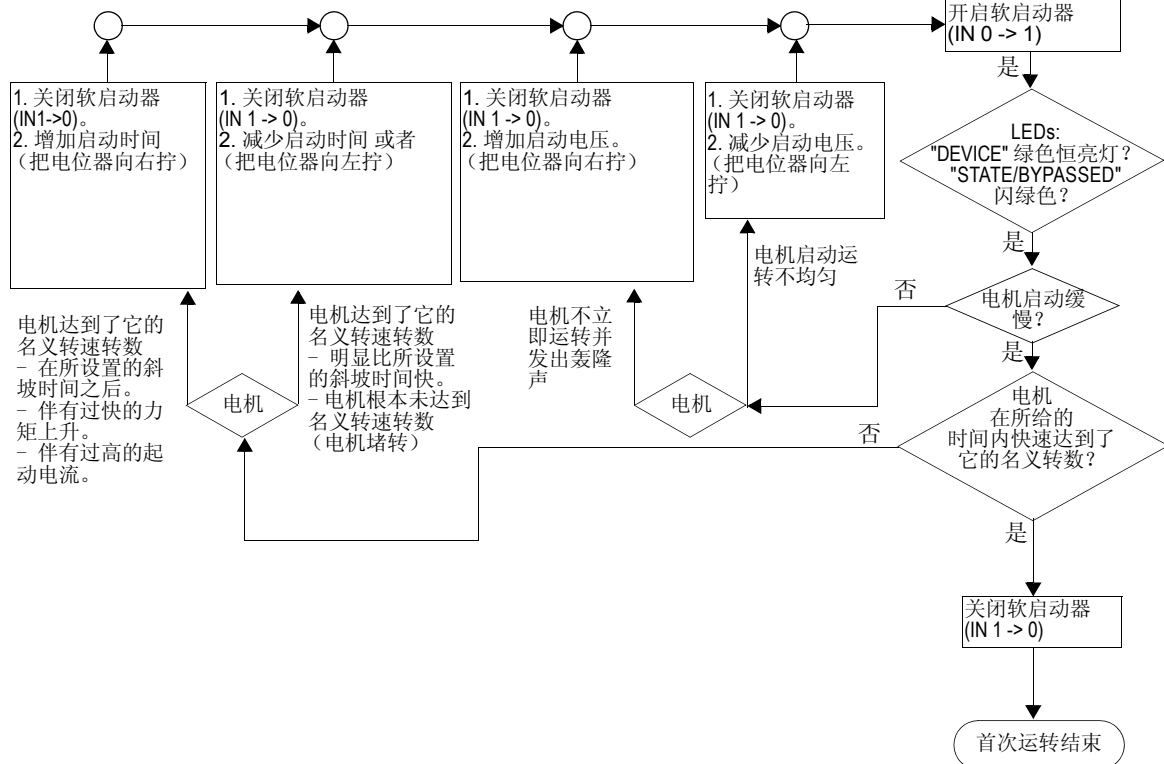 开启软启动器
(IN 0 -> 1)
是
1. 关闭软启动器
(IN1->0)。
2. 增加启动时间
（把电位器向右拧）
1. 关闭软启动器
(IN 1 -> 0)。
2. 减少启动时间 或者
（把电位器向左拧）
1. 关闭软启动器
(IN 1 -> 0)。
2. 增加启动电压。
（把电位器向右拧）
1. 关闭软启动器
(IN 1 -> 0)。
2. 减少启动电压。
（把电位器向左
拧）
LEDs:
"DEVICE" 绿色恒亮灯？
"STATE/BYPASSED"
闪绿色？
是
电机启动运
转不均匀
否
电机启动缓
慢？
是
电机达到了它的
名义转速转数
– 在所设置的斜
坡时间之后。
– 伴有过快的力
矩上升。
– 伴有过高的起
动电流。
电机
电机达到了它的
名义转速转数
– 明显比所设置
的斜坡时间快。
– 电机根本未达到
名义转速转数
（电机堵转）
电机不立
即运转并
发出轰隆
声
电机
否
电机
在所给的
时间内快速达到了
它的名义转数？
是
关闭软启动器
(IN 1 -> 0)
首次运转结束